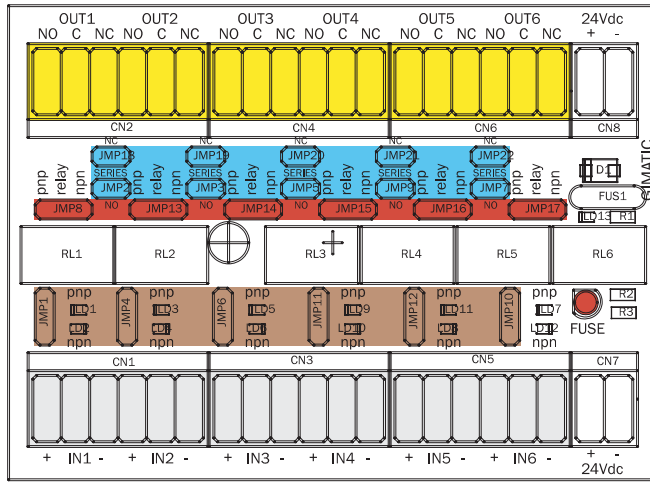 OUT1 OUT2 OUT3 OUT4 OUT5 OUT6 24Vdc
NO C NC NO C NC NO C NC NO C NC NO C NC NO C NC + -
CN2 CN4 CN6 CN8
NC NC NC NC NC
JMP18 JMP19 JMP20 JMP21 JMP22
pnp relay npn SERIES pnp relay npn SERIES pnp relay npn SERIES pnp relay npn SERIES pnp relay npn SERIES pnp relay npn
D1
JMP2 JMP3 JMP5 JMP9 JMP7
FUS1
NO NO NO NO NO
JMP8 JMP13 JMP14 JMP15 JMP16 JMP17
LD13 R1
RL1 RL2 RL3 RL4 RL5 RL6
pnp pnp pnp pnp pnp pnp
JMP1 JMP4 JMP6 JMP11 JMP12 JMP10
LD1 LD3 LD5 LD9 LD11 LD7
R2
R3
LD10 LD12
npn npn npn npn npn npn
FUSE
CN1 CN3 CN5 CN7
+ IN1 - + IN2 - + IN3 - + IN4 - + IN5 - + IN6 - + -
24Vdc